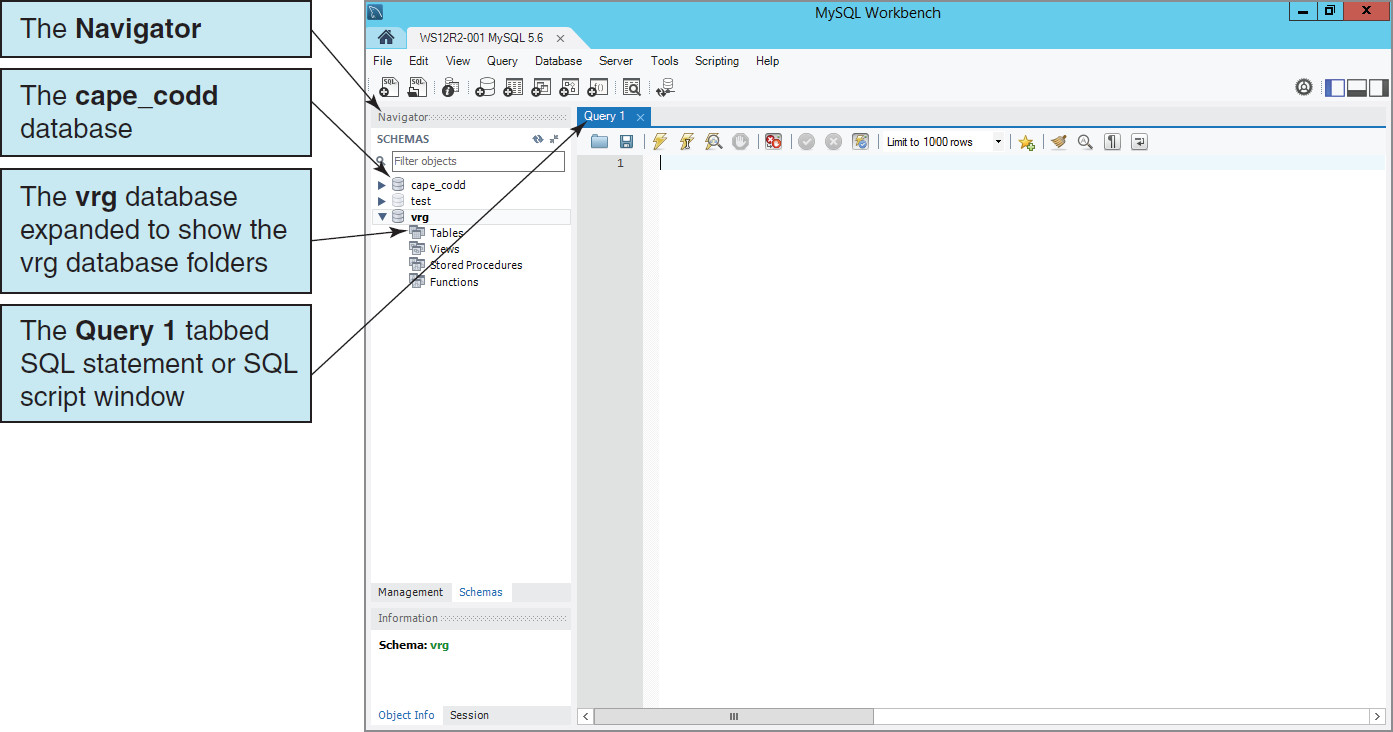 The Navigator
The cape_codd
database
The vrg database
expanded to show the
vrg database folders
The Query 1 tabbed
SQL statement or SQL
script window
MySQL Workbench
WS12R2-001 MySQL 5.6
File Edit View Query Database Server Tools Scripting Help
SQL SQL
Navigator
SCHEMAS
Filter objects
cape_codd
test
vrg
Tables
Views
Stored Procedures
Functions
Management Schemas
Information
Schema: vrg
Object Info Session
Query 1
Limit to 1000 rows
1